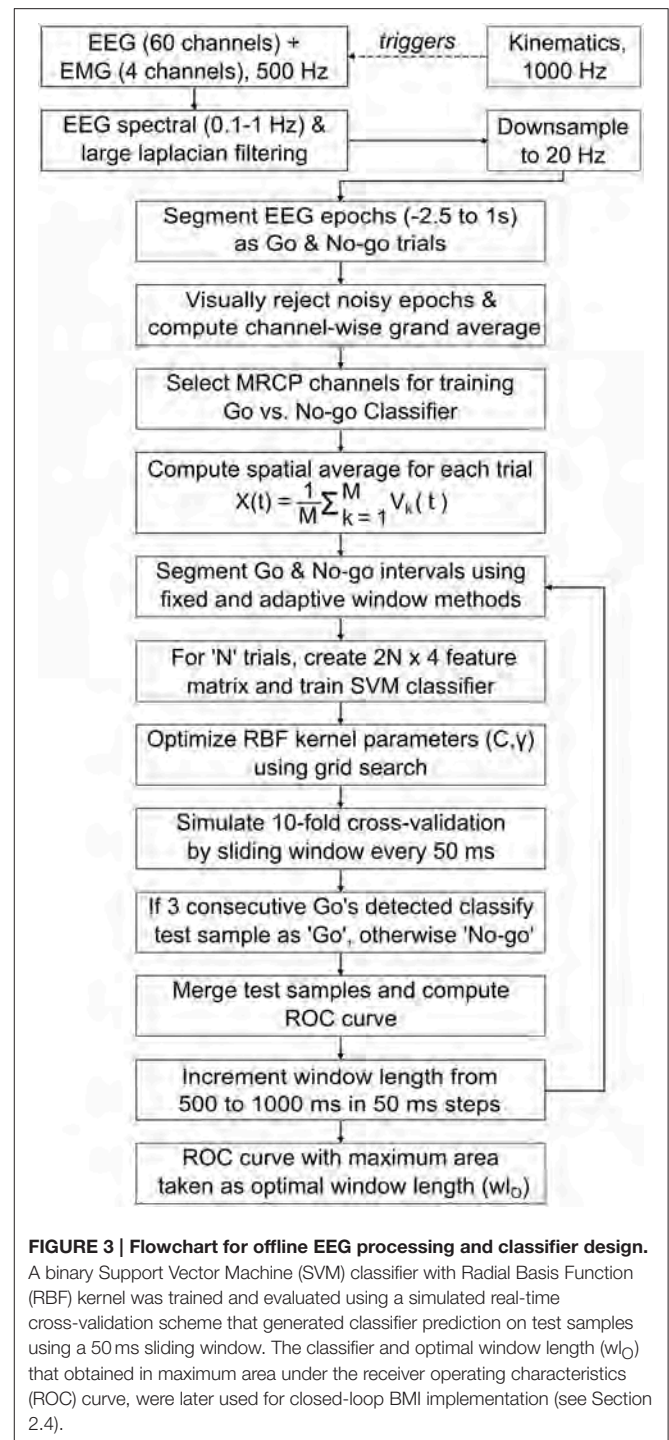 EEG (60 channels) +
EMG (4 channels), 500 Hz
triggers
Kinematics,
1000 Hz
EEG spectral (0.1-1 Hz) &
large laplacian filtering
Downsample
to 20 Hz
Segment EEG epochs (-2.5 to 1s)
as Go & No-go trials
Visually reject noisy epochs &
compute channel-wise grand average
Select MRCP channels for training
Go vs. No-go Classifier
Compute spatial average for each trial
X(t) = 1/M Σ M k = 1 V_k(t)
Segment Go & No-go intervals using
fixed and adaptive window methods
For 'N' trials, create 2N x 4 feature
matrix and train SVM classifier
Optimize RBF kernel parameters (C,γ)
using grid search
Simulate 10-fold cross-validation
by sliding window every 50 ms
If 3 consecutive Go's detected classify
test sample as 'Go', otherwise 'No-go'
Merge test samples and compute
ROC curve
Increment window length from
500 to 1000 ms in 50 ms steps
ROC curve with maximum area
taken as optimal window length (wl_O)
FIGURE 3 | Flowchart for offline EEG processing and classifier design.
A binary Support Vector Machine (SVM) classifier with Radial Basis Function
(RBF) kernel was trained and evaluated using a simulated real-time
cross-validation scheme that generated classifier prediction on test samples
using a 50 ms sliding window. The classifier and optimal window length (wl_O)
that obtained in maximum area under the receiver operating characteristics
(ROC) curve, were later used for closed-loop BMI implementation (see Section
2.4).